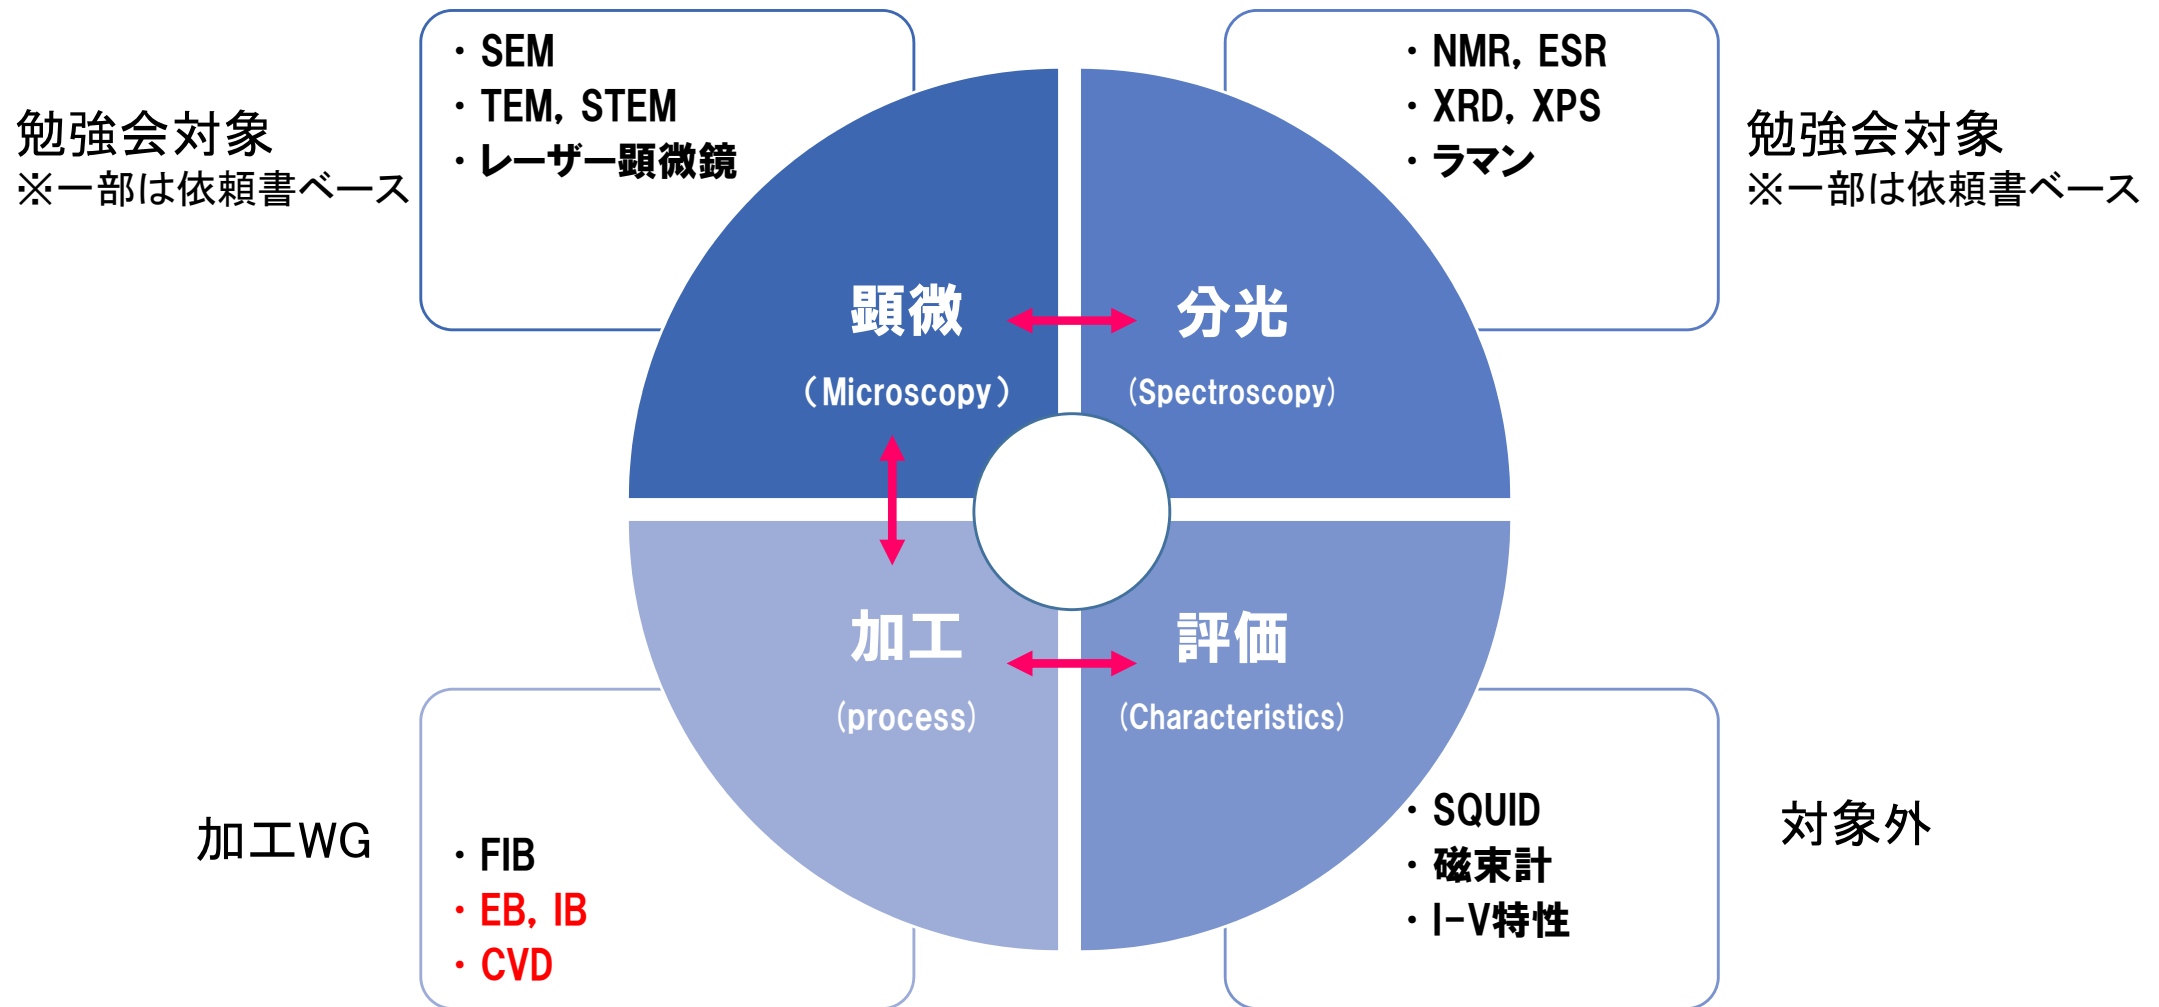 勉強会対象
※一部は依頼書ベース
・SEM
・TEM, STEM
・レーザー顕微鏡
・NMR, ESR
・XRD, XPS
・ラマン
勉強会対象
※一部は依頼書ベース
顕微
（Microscopy）
分光
(Spectroscopy)
加工
(process)
評価
(Characteristics)
加工WG
・FIB
・EB, IB
・CVD
・SQUID
・磁束計
・I-V特性
対象外